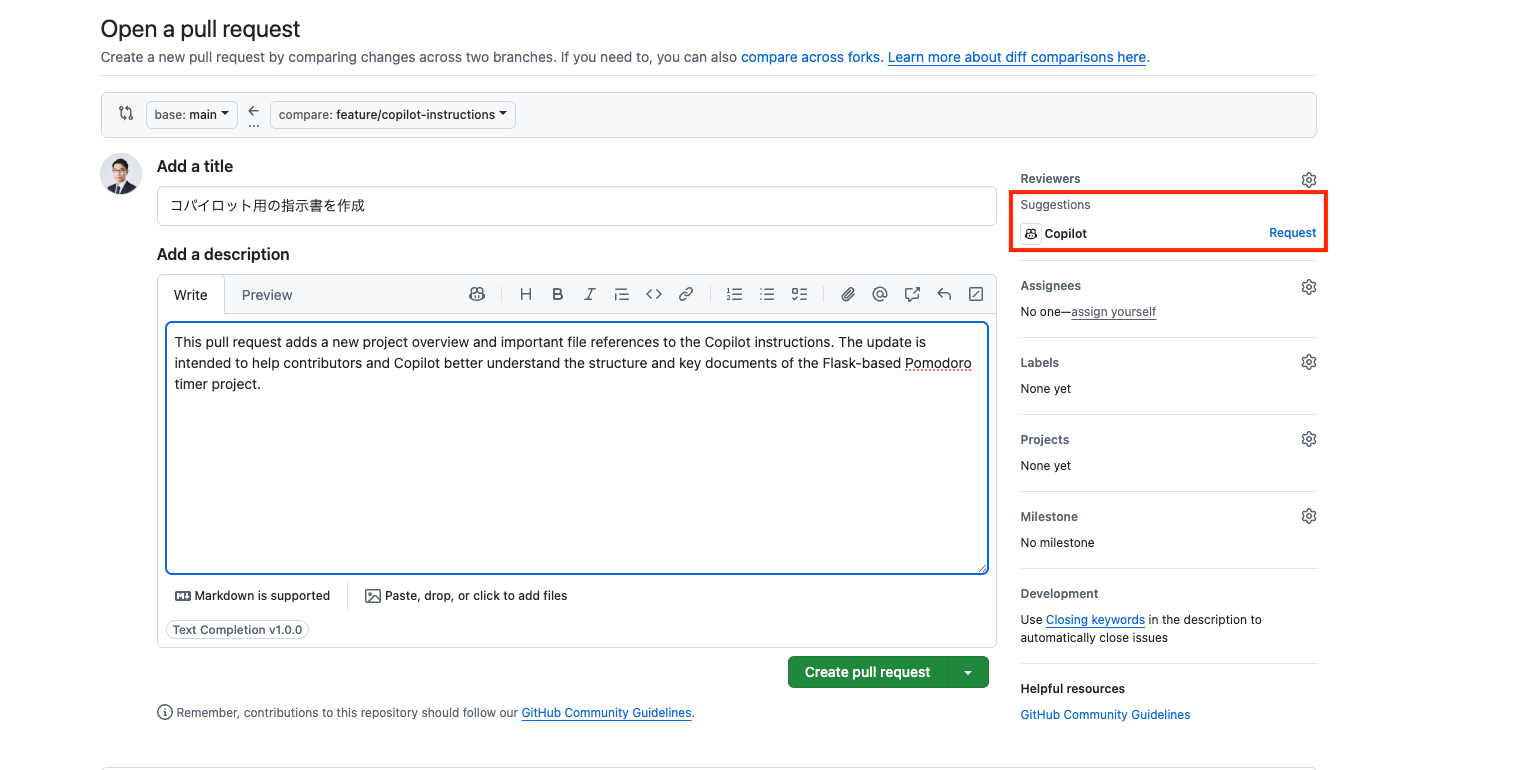 Open a pull request
Create a new pull request by comparing changes across two branches. If you need to, you can also compare across forks. Learn more about diff comparisons here.
base: main
...
compare: feature/copilot-instructions
Add a title
コパイロット用の指示書を作成
Add a description
Write
Preview
This pull request adds a new project overview and important file references to the Copilot instructions. The update is
intended to help contributors and Copilot better understand the structure and key documents of the Flask-based Pomodoro
timer project.
Markdown is supported
Paste, drop, or click to add files
Text Completion v1.0.0
Create pull request
Remember, contributions to this repository should follow our GitHub Community Guidelines.
Reviewers
Suggestions
Copilot
Request
Assignees
No one—assign yourself
Labels
None yet
Projects
None yet
Milestone
No milestone
Development
Use Closing keywords in the description to
automatically close issues
Helpful resources
GitHub Community Guidelines